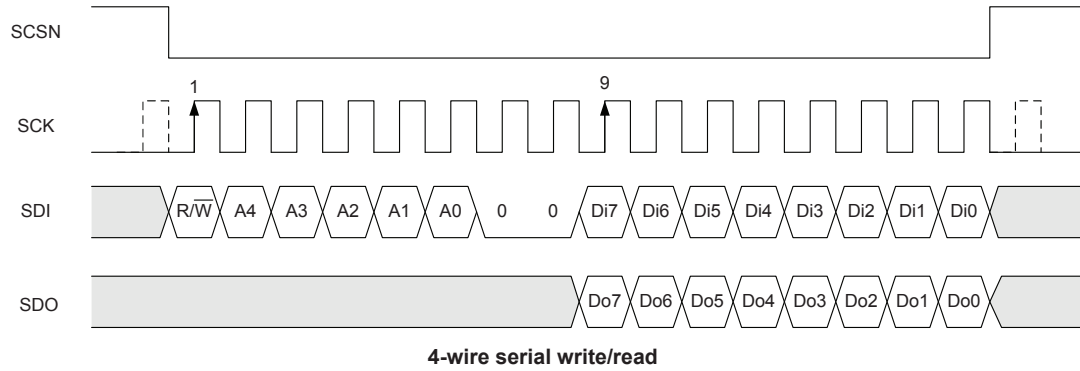 SCSN
1 9
SCK
SDI R/W̅ A4 A3 A2 A1 A0 0 0 Di7 Di6 Di5 Di4 Di3 Di2 Di1 Di0
SDO Do7 Do6 Do5 Do4 Do3 Do2 Do1 Do0
4-wire serial write/read